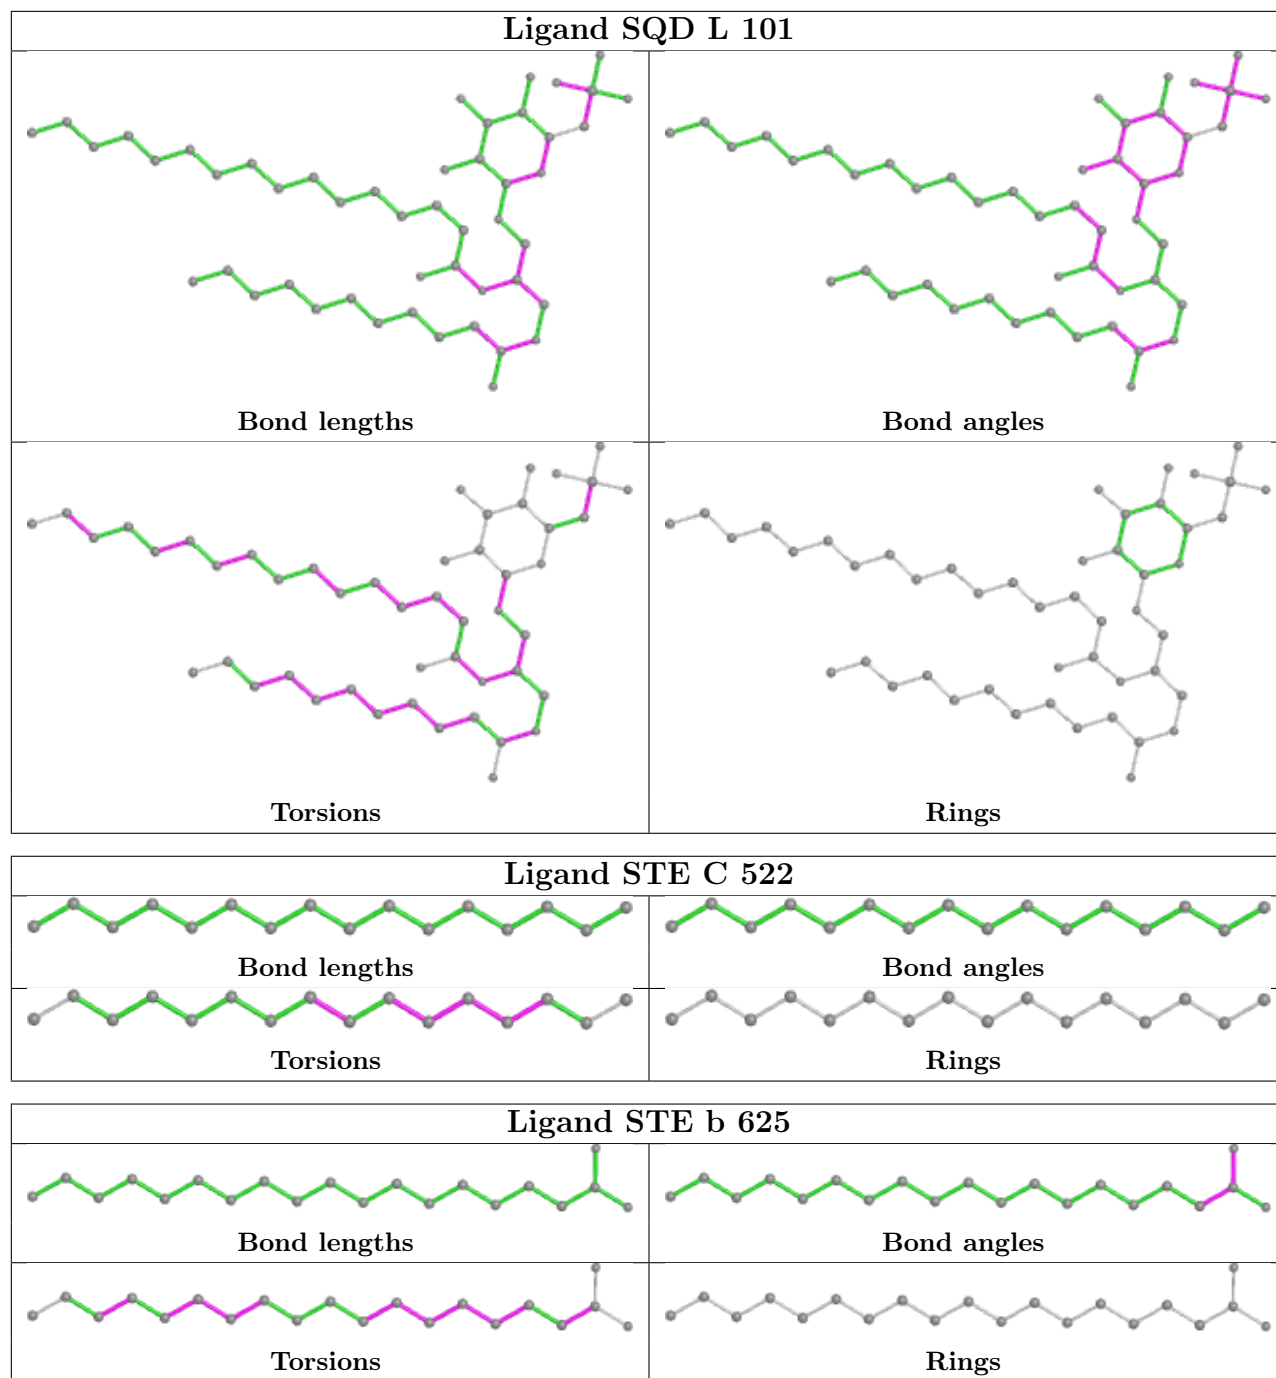 Ligand SQD L 101
Bond lengths
Bond angles
Torsions
Rings
Ligand STE C 522
Bond lengths
Bond angles
Torsions
Rings
Ligand STE b 625
Bond lengths
Bond angles
Torsions
Rings